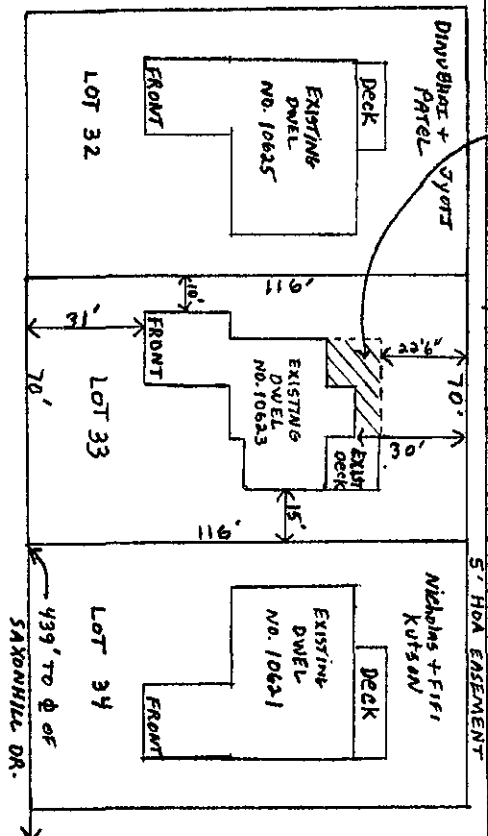 DINUBHAI + Jyoti
PATEL
Deck
EXISTING
DWEL
NO. 10625
FRONT
LOT 32
116'
10'
31'
FRONT
22'6"
70'
EXISTING
DWEL
NO. 10623
EXIST
Deck
30'
LOT 33
70'
15'
116'
5' HOA EASEMENT
Nicholas + FiFi
Kutson
Deck
EXISTING
DWEL
NO. 10621
FRONT
LOT 34
439' TO ¢ OF
SAXONHILL DR.